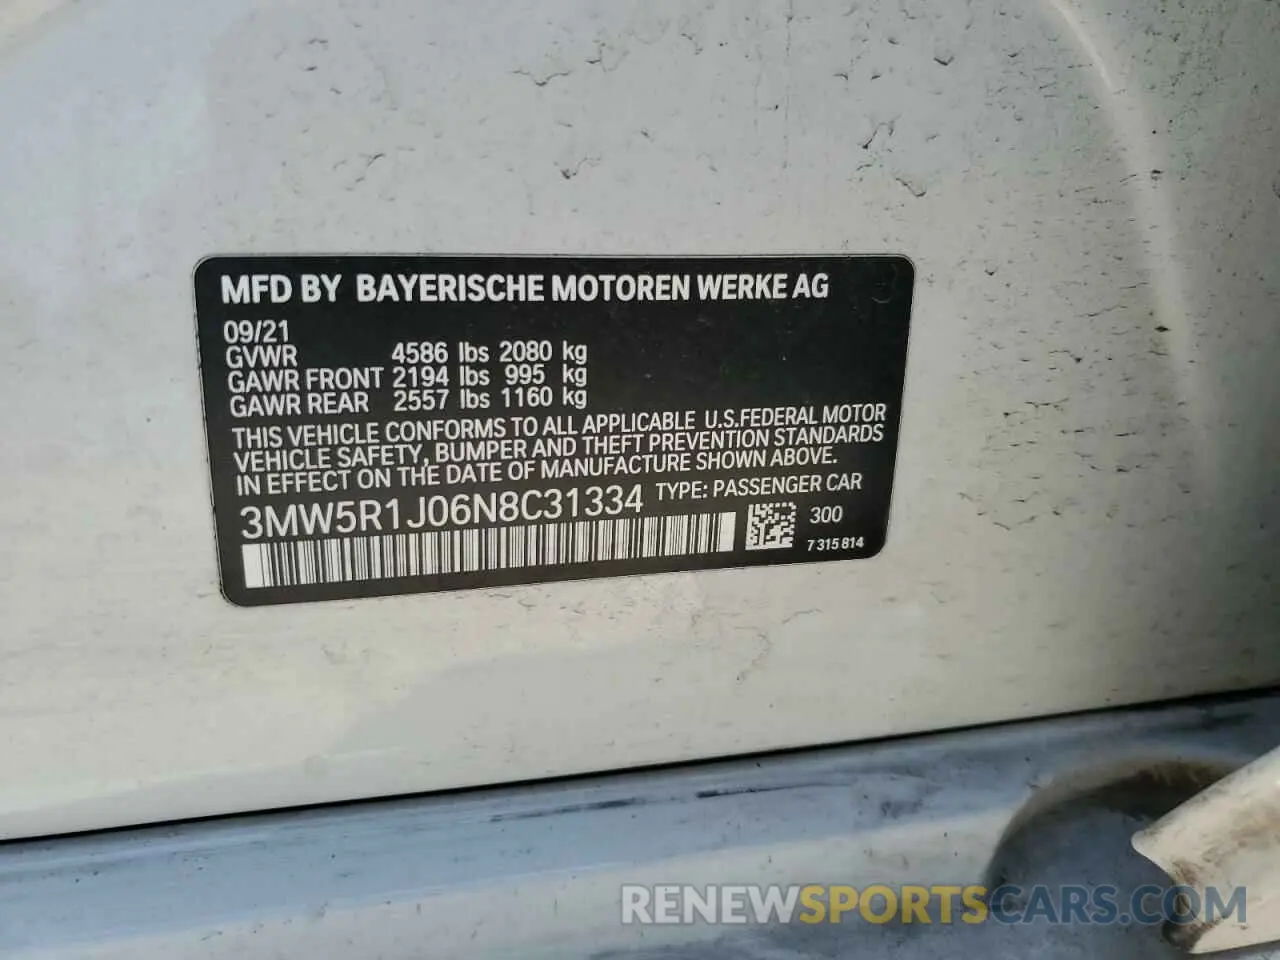 MFD BY BAYERISCHE MOTOREN WERKE AG
09/21
GVWR 4586 lbs 2080 kg
GAWR FRONT 2194 lbs 995 kg
GAWR REAR 2557 lbs 1160 kg
THIS VEHICLE CONFORMS TO ALL APPLICABLE U.S.FEDERAL MOTOR
VEHICLE SAFETY, BUMPER AND THEFT PREVENTION STANDARDS
IN EFFECT ON THE DATE OF MANUFACTURE SHOWN ABOVE.
3MW5R1J06N8C31334 TYPE: PASSENGER CAR
300
7 315 814
RENEWSPORTSCARS.COM